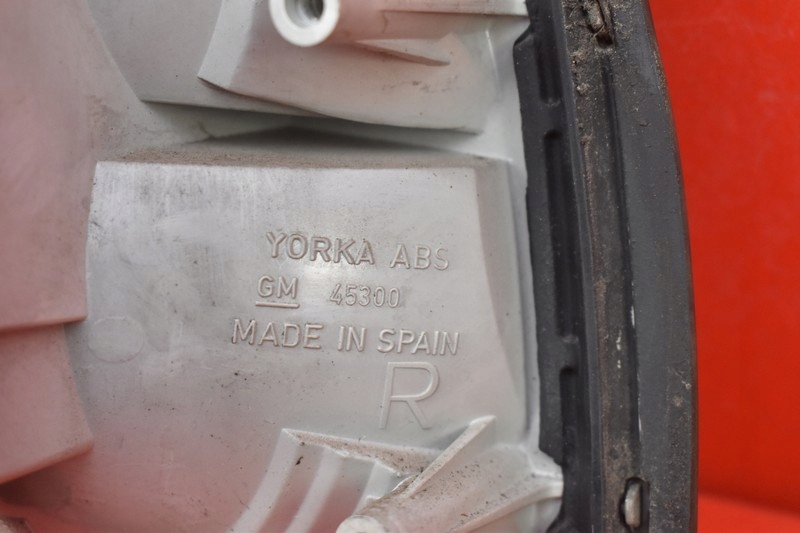 YORKA ABS
GM 45300
MADE IN SPAIN
R